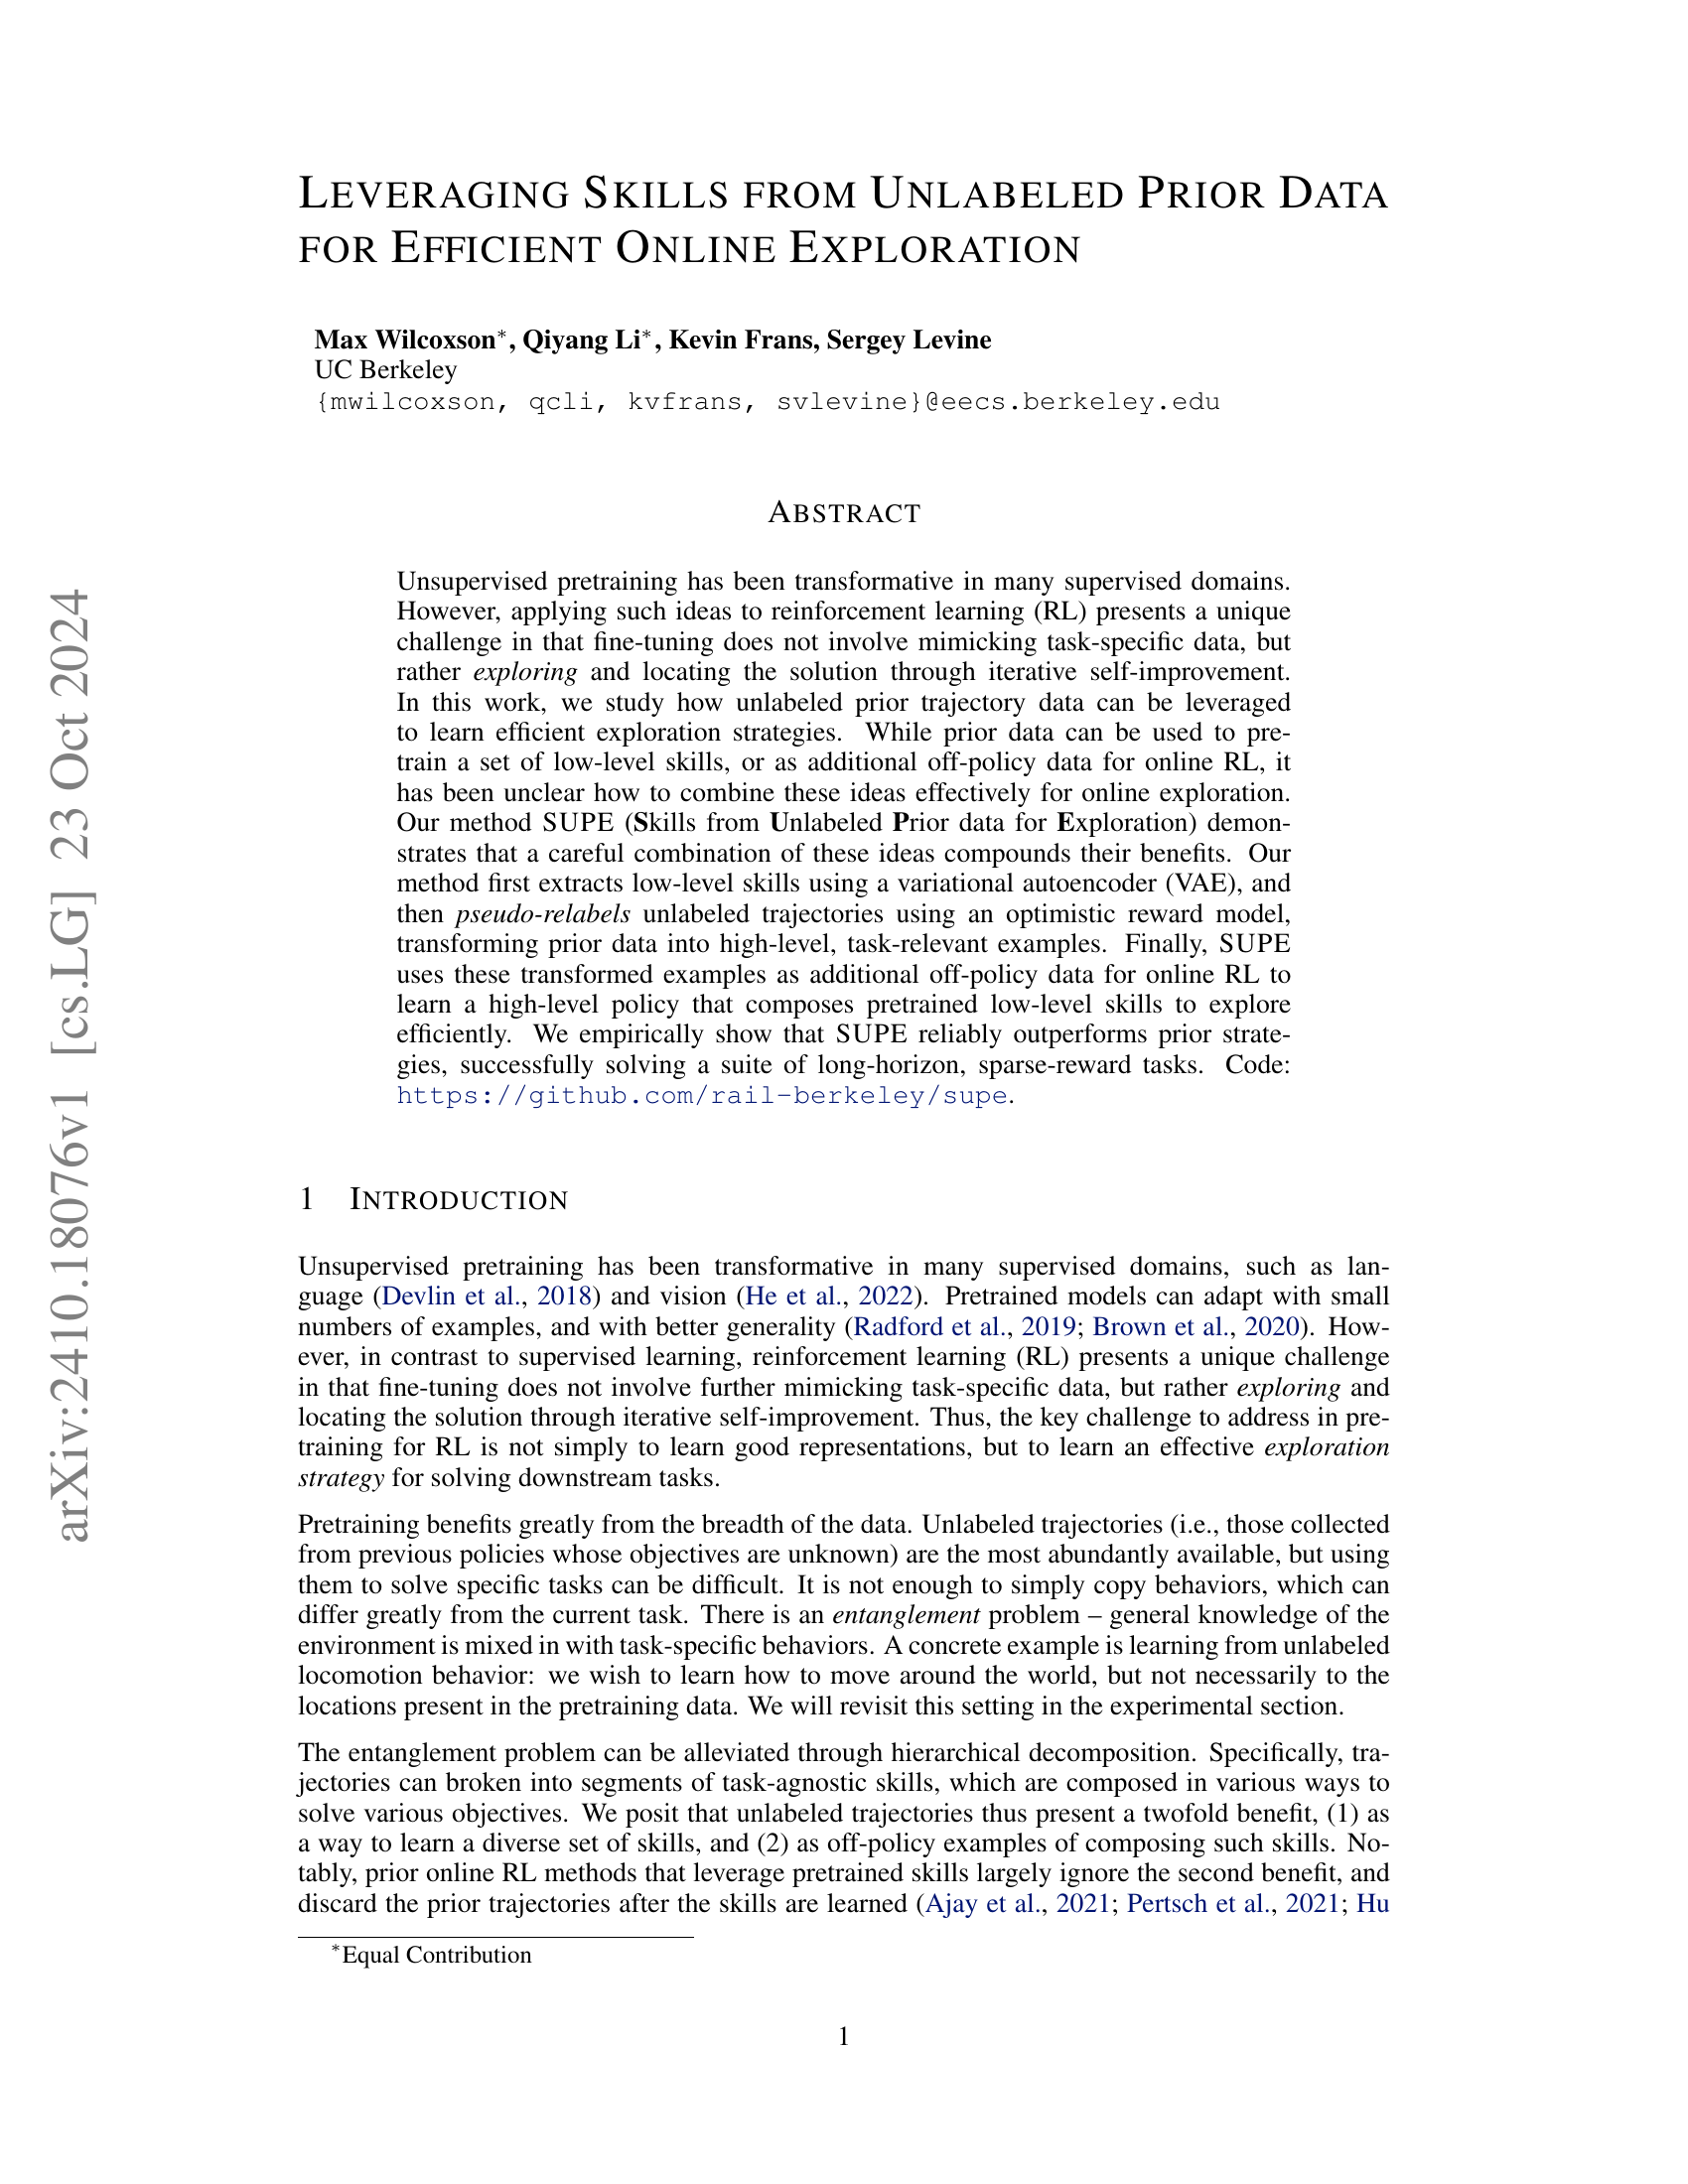 LEVERAGING SKILLS FROM UNLABELED PRIOR DATA
FOR EFFICIENT ONLINE EXPLORATION
Max Wilcoxson*, Qiyang Li*, Kevin Frans, Sergey Levine
UC Berkeley
{mwilcoxson, qcli, kvfrans, svlevine}@eecs.berkeley.edu
ABSTRACT
Unsupervised pretraining has been transformative in many supervised domains.
However, applying such ideas to reinforcement learning (RL) presents a unique
challenge in that fine-tuning does not involve mimicking task-specific data, but
rather exploring and locating the solution through iterative self-improvement.
In this work, we study how unlabeled prior trajectory data can be leveraged
to learn efficient exploration strategies. While prior data can be used to pre-
train a set of low-level skills, or as additional off-policy data for online RL, it
has been unclear how to combine these ideas effectively for online exploration.
Our method SUPE (Skills from Unlabeled Prior data for Exploration) demon-
strates that a careful combination of these ideas compounds their benefits. Our
method first extracts low-level skills using a variational autoencoder (VAE), and
then pseudo-relabels unlabeled trajectories using an optimistic reward model,
transforming prior data into high-level, task-relevant examples. Finally, SUPE
uses these transformed examples as additional off-policy data for online RL to
learn a high-level policy that composes pretrained low-level skills to explore
efficiently. We empirically show that SUPE reliably outperforms prior strate-
gies, successfully solving a suite of long-horizon, sparse-reward tasks. Code:
https://github.com/rail-berkeley/supe.
1 INTRODUCTION
Unsupervised pretraining has been transformative in many supervised domains, such as lan-
guage (Devlin et al., 2018) and vision (He et al., 2022). Pretrained models can adapt with small
numbers of examples, and with better generality (Radford et al., 2019; Brown et al., 2020). How-
ever, in contrast to supervised learning, reinforcement learning (RL) presents a unique challenge
in that fine-tuning does not involve further mimicking task-specific data, but rather exploring and
locating the solution through iterative self-improvement. Thus, the key challenge to address in pre-
training for RL is not simply to learn good representations, but to learn an effective exploration
strategy for solving downstream tasks.
Pretraining benefits greatly from the breadth of the data. Unlabeled trajectories (i.e., those collected
from previous policies whose objectives are unknown) are the most abundantly available, but using
them to solve specific tasks can be difficult. It is not enough to simply copy behaviors, which can
differ greatly from the current task. There is an entanglement problem – general knowledge of the
environment is mixed in with task-specific behaviors. A concrete example is learning from unlabeled
locomotion behavior: we wish to learn how to move around the world, but not necessarily to the
locations present in the pretraining data. We will revisit this setting in the experimental section.
The entanglement problem can be alleviated through hierarchical decomposition. Specifically, tra-
jectories can broken into segments of task-agnostic skills, which are composed in various ways to
solve various objectives. We posit that unlabeled trajectories thus present a twofold benefit, (1) as
a way to learn a diverse set of skills, and (2) as off-policy examples of composing such skills. No-
tably, prior online RL methods that leverage pretrained skills largely ignore the second benefit, and
discard the prior trajectories after the skills are learned (Ajay et al., 2021; Pertsch et al., 2021; Hu
*Equal Contribution
1
arXiv:2410.18076v1 [cs.LG] 23 Oct 2024